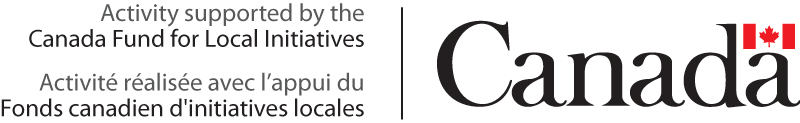 Activity supported by the
Canada Fund for Local Initiatives
Activité réalisée avec l’appui du
Fonds canadien d'initiatives locales
Canada